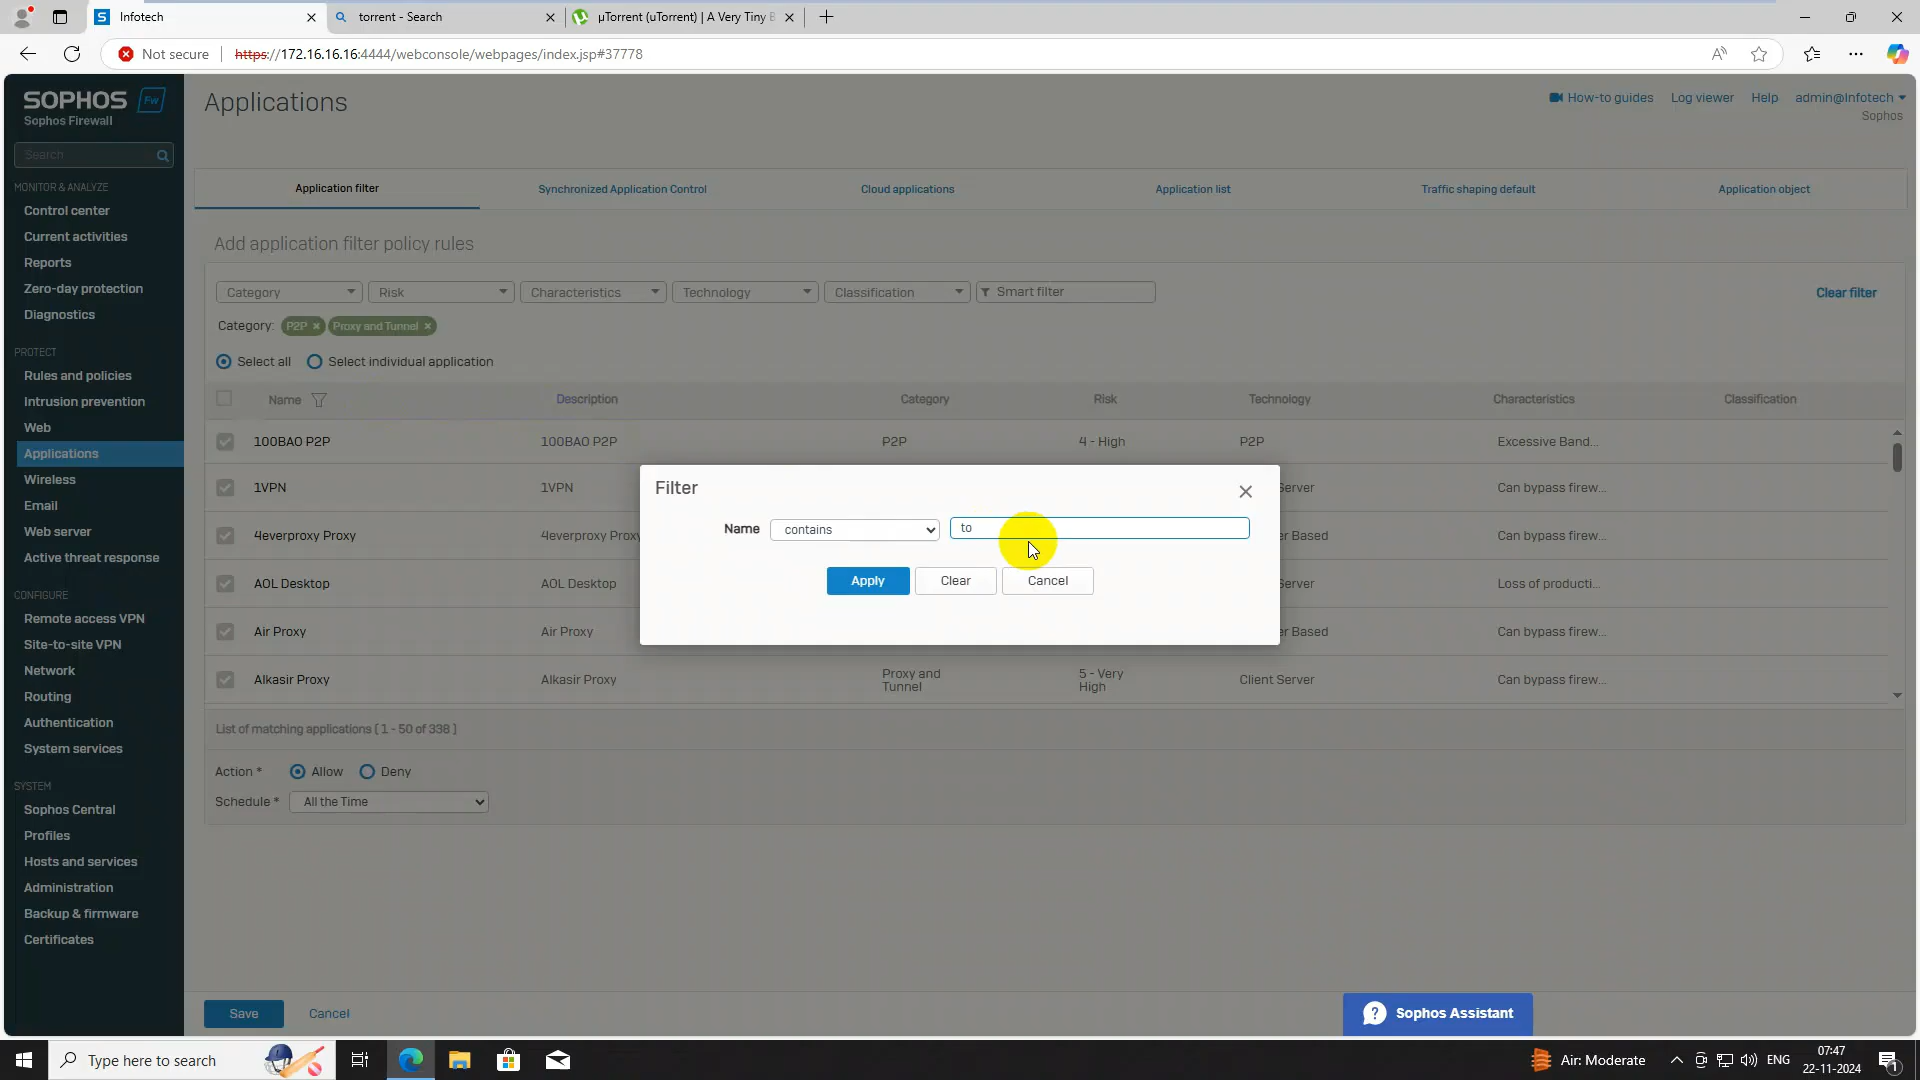 Infotech
torrent - Search
µTorrent (uTorrent) | A Very Tiny B
Not secure
https://172.16.16.16:4444/webconsole/webpages/index.jsp#37778
SOPHOS Fw
Sophos Firewall
Search
MONITOR & ANALYZE
Control center
Current activities
Reports
Zero-day protection
Diagnostics
PROTECT
Rules and policies
Intrusion prevention
Web
Applications
Wireless
Email
Web server
Active threat response
CONFIGURE
Remote access VPN
Site-to-site VPN
Network
Routing
Authentication
System services
SYSTEM
Sophos Central
Profiles
Hosts and services
Administration
Backup & firmware
Certificates
Applications
How-to guides Log viewer Help admin@Infotech
Sophos
Application filter Synchronized Application Control Cloud applications Application list Traffic shaping default Application object
Add application filter policy rules
Category Risk Characteristics Technology Classification Smart filter Clear filter
Category: P2P × Proxy and Tunnel ×
Select all Select individual application
Name Description Category Risk Technology Characteristics Classification
100BAO P2P 100BAO P2P P2P 4 - High P2P Excessive Band...
1VPN 1VPN Server Can bypass firew...
4everproxy Proxy 4everproxy Proxy er Based Can bypass firew...
AOL Desktop AOL Desktop Server Loss of producti...
Air Proxy Air Proxy er Based Can bypass firew...
Alkasir Proxy Alkasir Proxy Proxy and Tunnel 5 - Very High Client Server Can bypass firew...
List of matching applications [ 1 - 50 of 338 ]
Action * Allow Deny
Schedule * All the Time
Save Cancel
Filter
Name contains to
Apply Clear Cancel
Sophos Assistant
Type here to search
Air: Moderate
ENG
07:47
22-11-2024
1